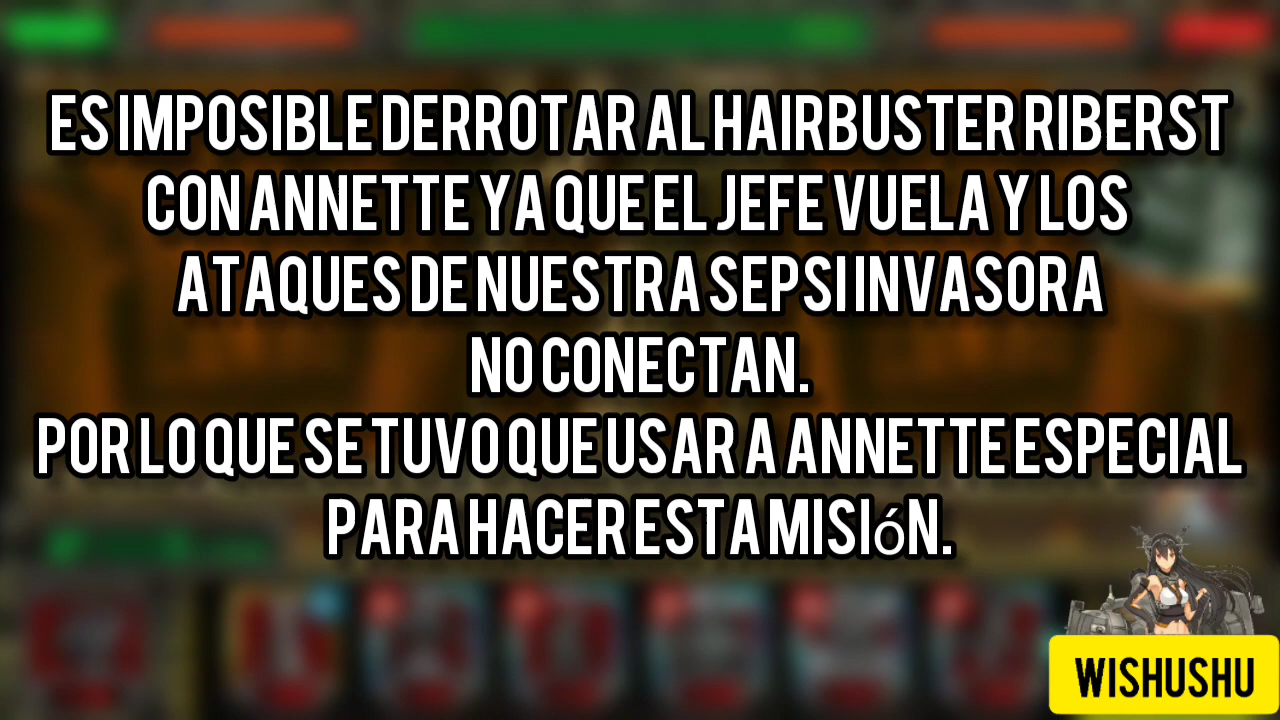 ES IMPOSIBLE DERROTAR AL HAIRBUSTER RIBERST
CON ANNETTE YA QUE EL JEFE VUELA Y LOS
ATAQUES DE NUESTRA SEPSI INVASORA
NO CONECTAN.
POR LO QUE SE TUVO QUE USAR A ANNETTE ESPECIAL
PARA HACER ESTA MISIóN.
WISHUSHU